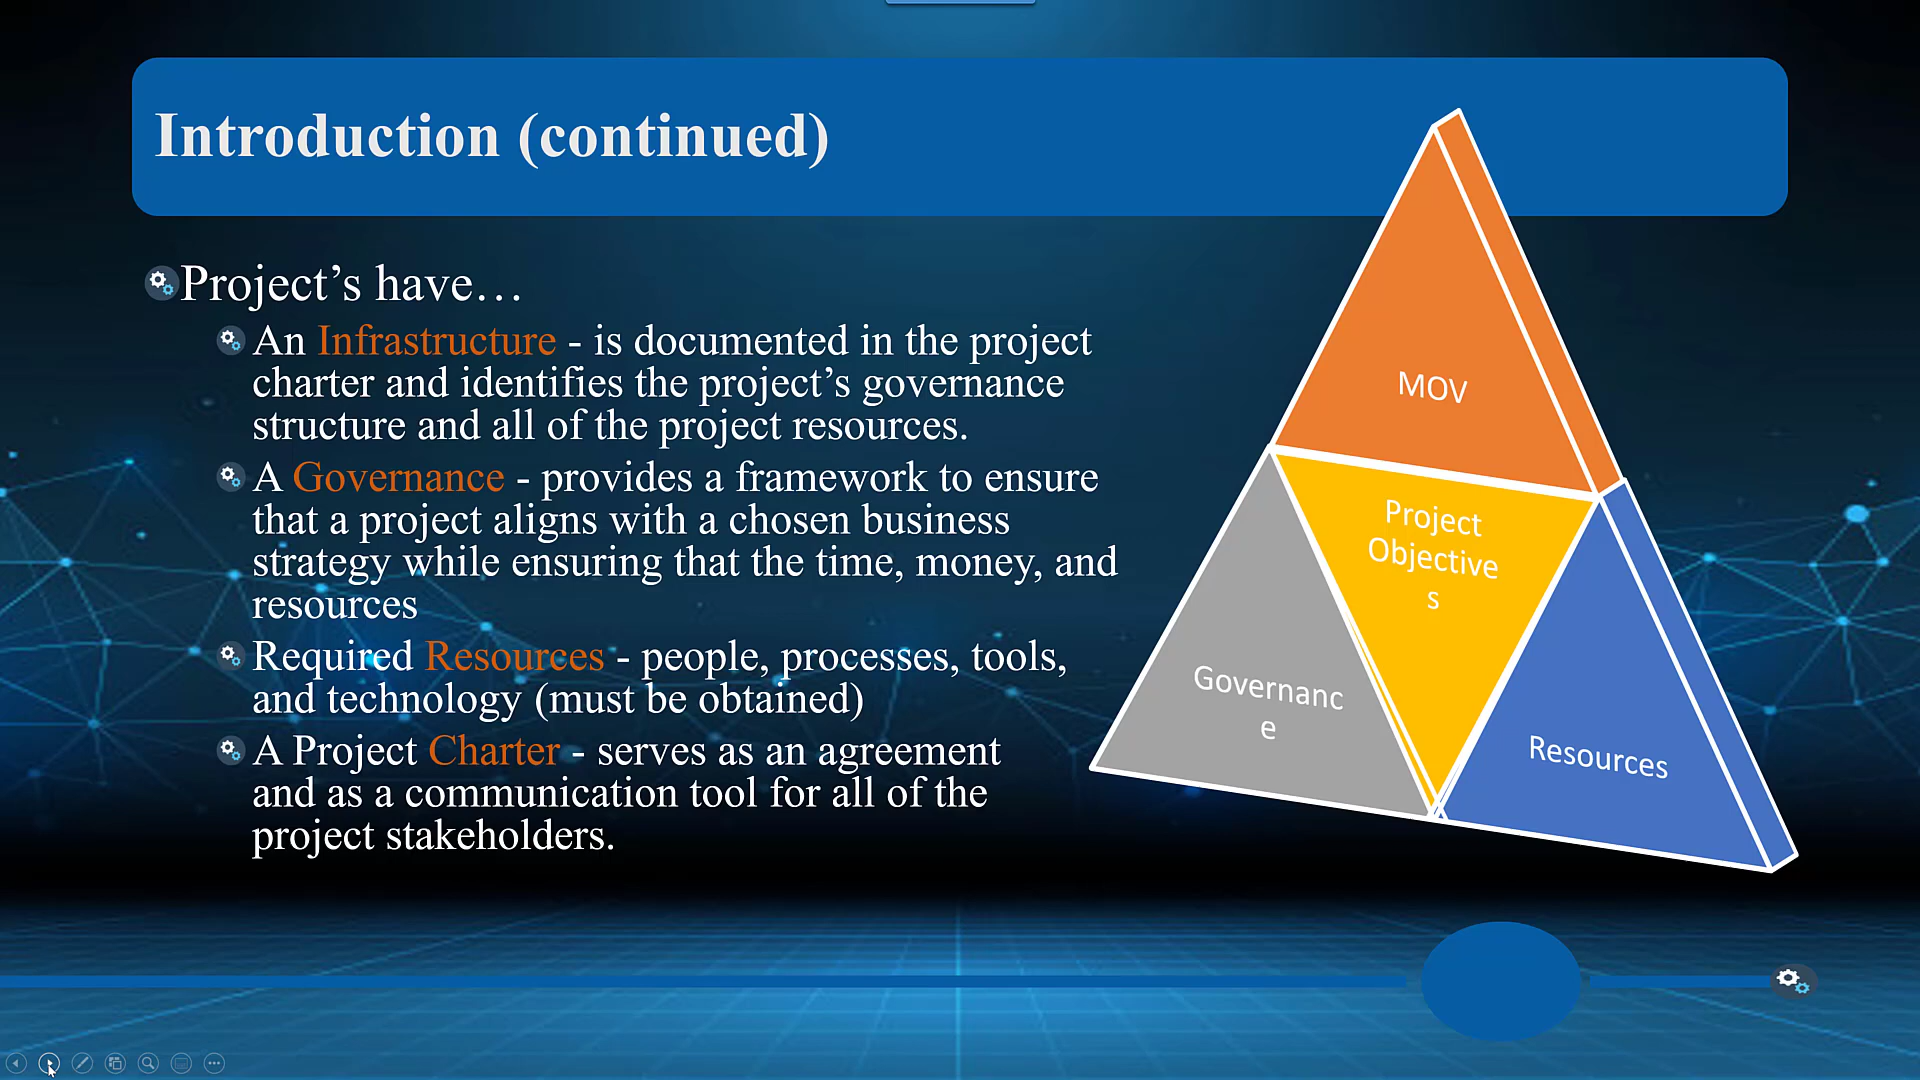 Introduction (continued)
Project’s have…
An Infrastructure - is documented in the project
charter and identifies the project’s governance
structure and all of the project resources.
A Governance - provides a framework to ensure
that a project aligns with a chosen business
strategy while ensuring that the time, money, and
resources
Required Resources - people, processes, tools,
and technology (must be obtained)
A Project Charter - serves as an agreement
and as a communication tool for all of the
project stakeholders.
MOV
Project
Objective
s
Governanc
e
Resources